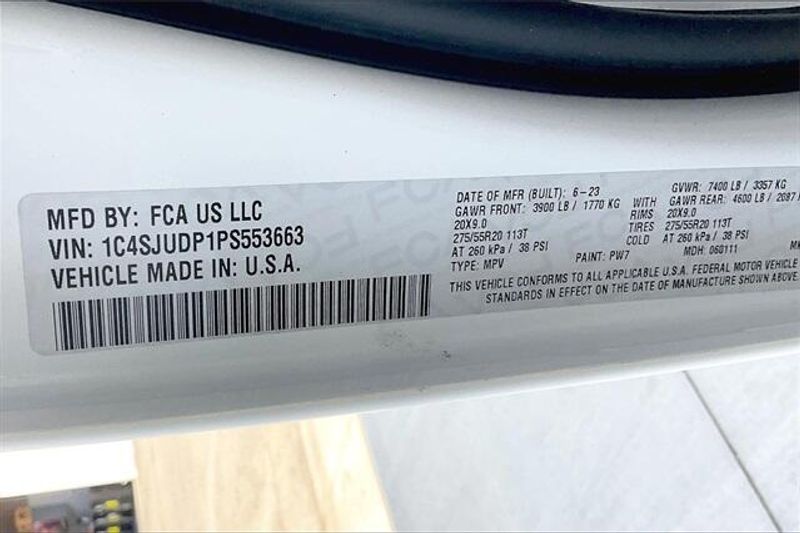 MFD BY: FCA US LLC
VIN: 1C4SJUDP1PS553663
VEHICLE MADE IN: U.S.A.
DATE OF MFR (BUILT): 6-23 GVWR: 7400 LB / 3357 KG
GAWR FRONT: 3900 LB / 1770 KG WITH GAWR REAR: 4600 LB / 2087
20X9.0 RIMS 20X9.0
275/55R20 113T TIRES 275/55R20 113T
AT 260 kPa / 38 PSI COLD AT 260 kPa / 38 PSI
TYPE: MPV PAINT: PW7 MDH: 060111
THIS VEHICLE CONFORMS TO ALL APPLICABLE U.S.A. FEDERAL MOTOR VEHICLE
STANDARDS IN EFFECT ON THE DATE OF MANUFACTURE SHOWN ABOVE.